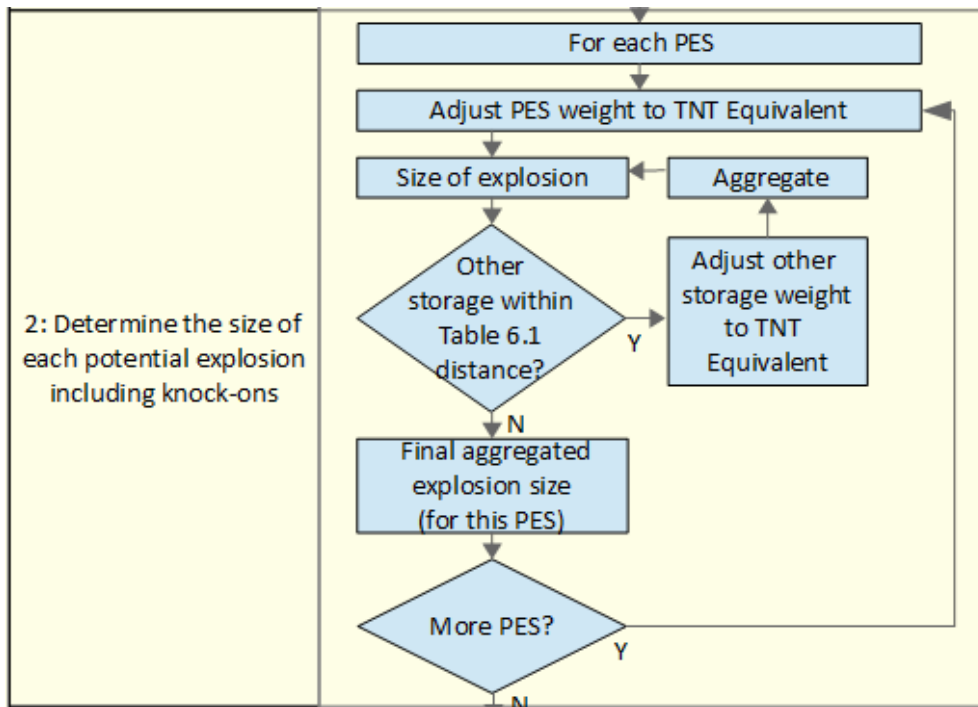 2: Determine the size of
each potential explosion
including knock-ons
For each PES
Adjust PES weight to TNT Equivalent
Size of explosion
Aggregate
Other
storage within
Table 6.1
distance?
Y
Adjust other
storage weight
to TNT
Equivalent
N
Final aggregated
explosion size
(for this PES)
More PES?
Y
N